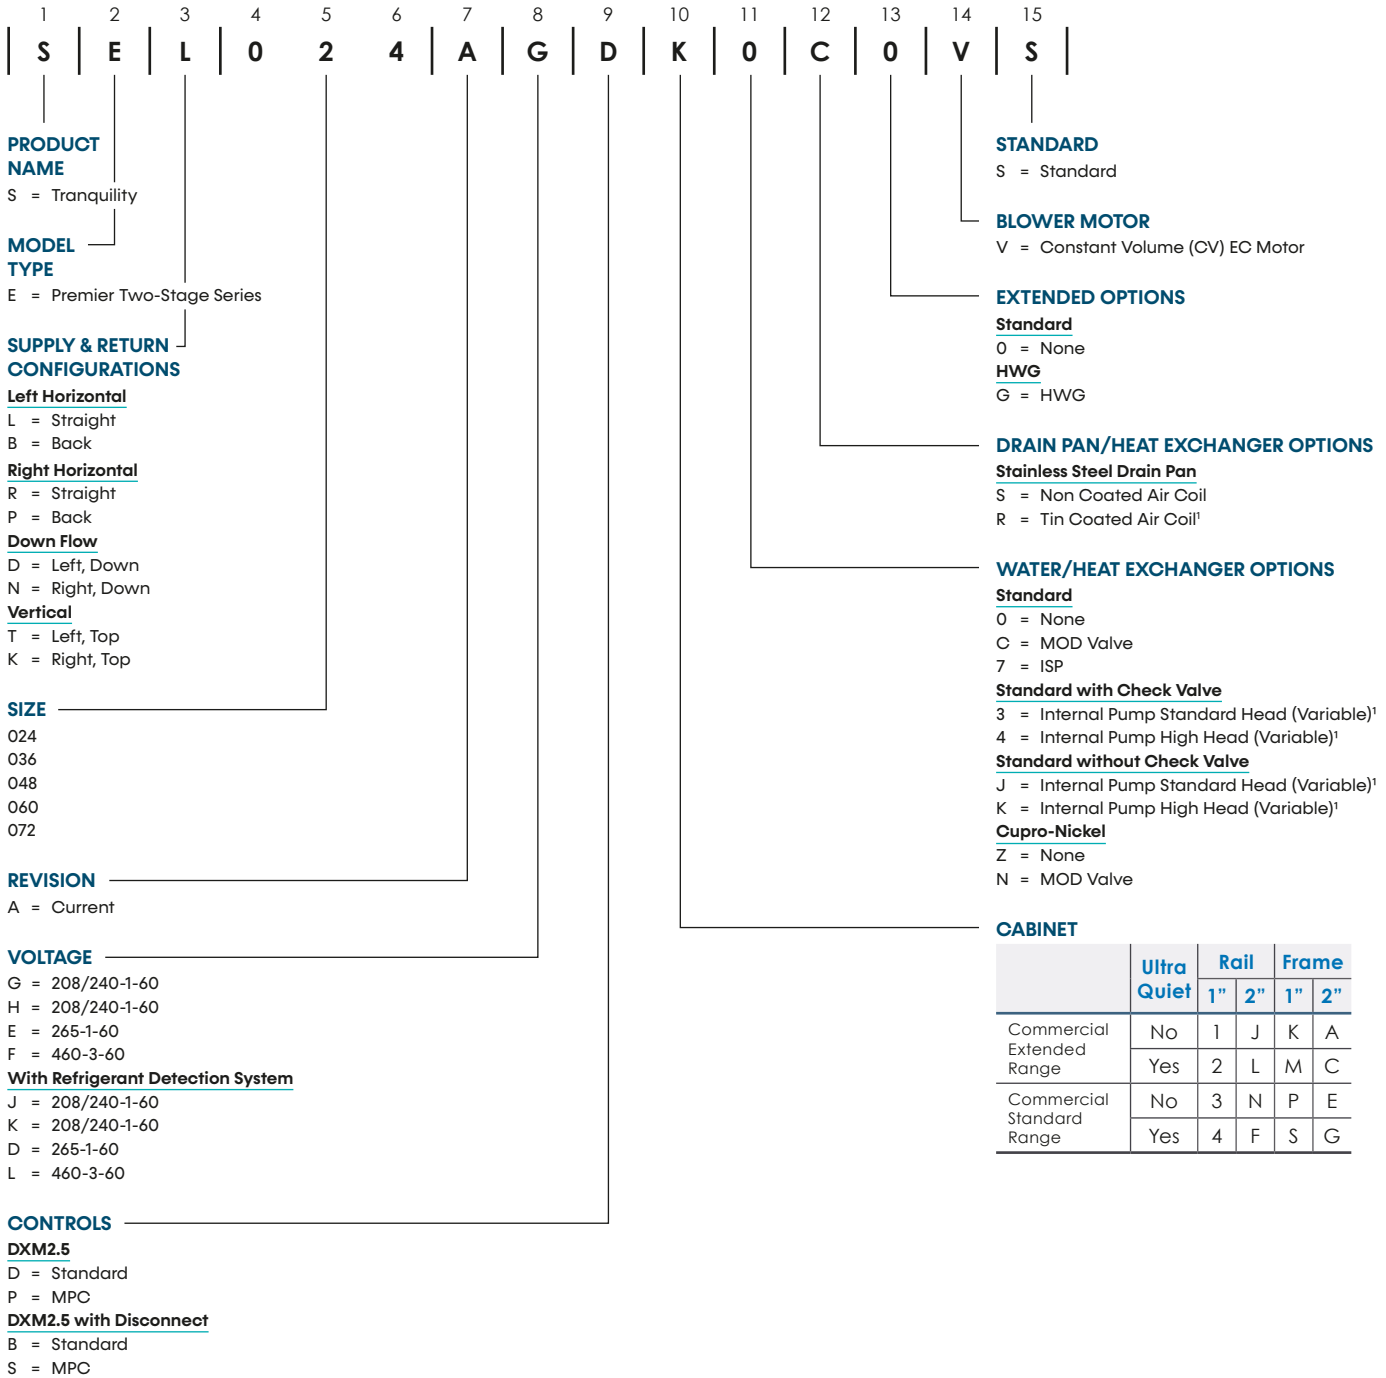 1 2 3 4 5 6 7 8 9 10 11 12 13 14 15
S E L 0 2 4 A G D K 0 C 0 V S
PRODUCT
NAME
S = Tranquility
MODEL
TYPE
E = Premier Two-Stage Series
SUPPLY & RETURN
CONFIGURATIONS
Left Horizontal
L = Straight
B = Back
Right Horizontal
R = Straight
P = Back
Down Flow
D = Left, Down
N = Right, Down
Vertical
T = Left, Top
K = Right, Top
SIZE
024
036
048
060
072
REVISION
A = Current
VOLTAGE
G = 208/240-1-60
H = 208/240-1-60
E = 265-1-60
F = 460-3-60
With Refrigerant Detection System
J = 208/240-1-60
K = 208/240-1-60
D = 265-1-60
L = 460-3-60
CONTROLS
DXM2.5
D = Standard
P = MPC
DXM2.5 with Disconnect
B = Standard
S = MPC
STANDARD
S = Standard
BLOWER MOTOR
V = Constant Volume (CV) EC Motor
EXTENDED OPTIONS
Standard
0 = None
HWG
G = HWG
DRAIN PAN/HEAT EXCHANGER OPTIONS
Stainless Steel Drain Pan
S = Non Coated Air Coil
R = Tin Coated Air Coil¹
WATER/HEAT EXCHANGER OPTIONS
Standard
0 = None
C = MOD Valve
7 = ISP
Standard with Check Valve
3 = Internal Pump Standard Head (Variable)¹
4 = Internal Pump High Head (Variable)¹
Standard without Check Valve
J = Internal Pump Standard Head (Variable)¹
K = Internal Pump High Head (Variable)¹
Cupro-Nickel
Z = None
N = MOD Valve
CABINET
Ultra Quiet Rail Frame
1” 2” 1” 2”
Commercial Extended Range No 1 J K A
Yes 2 L M C
Commercial Standard Range No 3 N P E
Yes 4 F S G